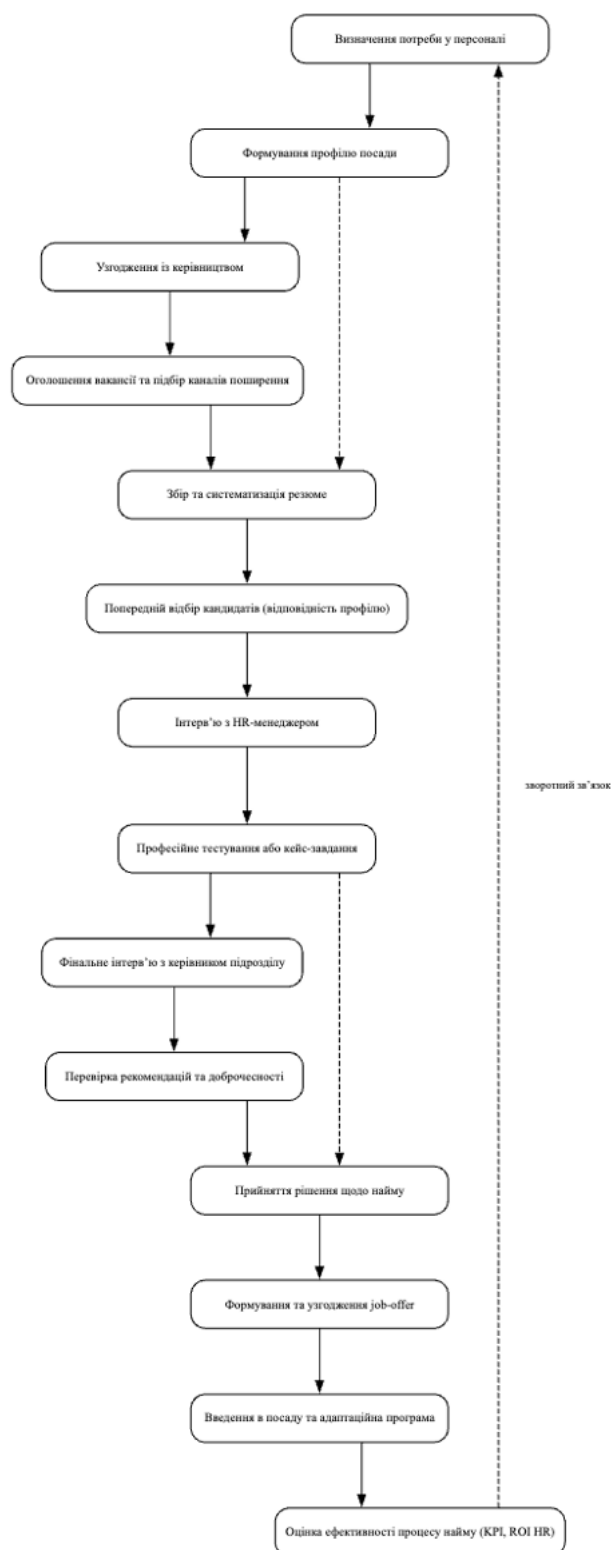 Визначення потреби у персоналі
Формування профілю посади
Узгодження із керівництвом
Оголошення вакансії та підбір каналів поширення
Збір та систематизація резюме
Попередній відбір кандидатів (відповідність профілю)
Інтерв’ю з HR-менеджером
зворотний зв’язок
Професійне тестування або кейс-завдання
Фінальне інтерв’ю з керівником підрозділу
Перевірка рекомендацій та доброчесності
Прийняття рішення щодо найму
Формування та узгодження job-offer
Введення в посаду та адаптаційна програма
Оцінка ефективності процесу найму (KPI, ROI HR)